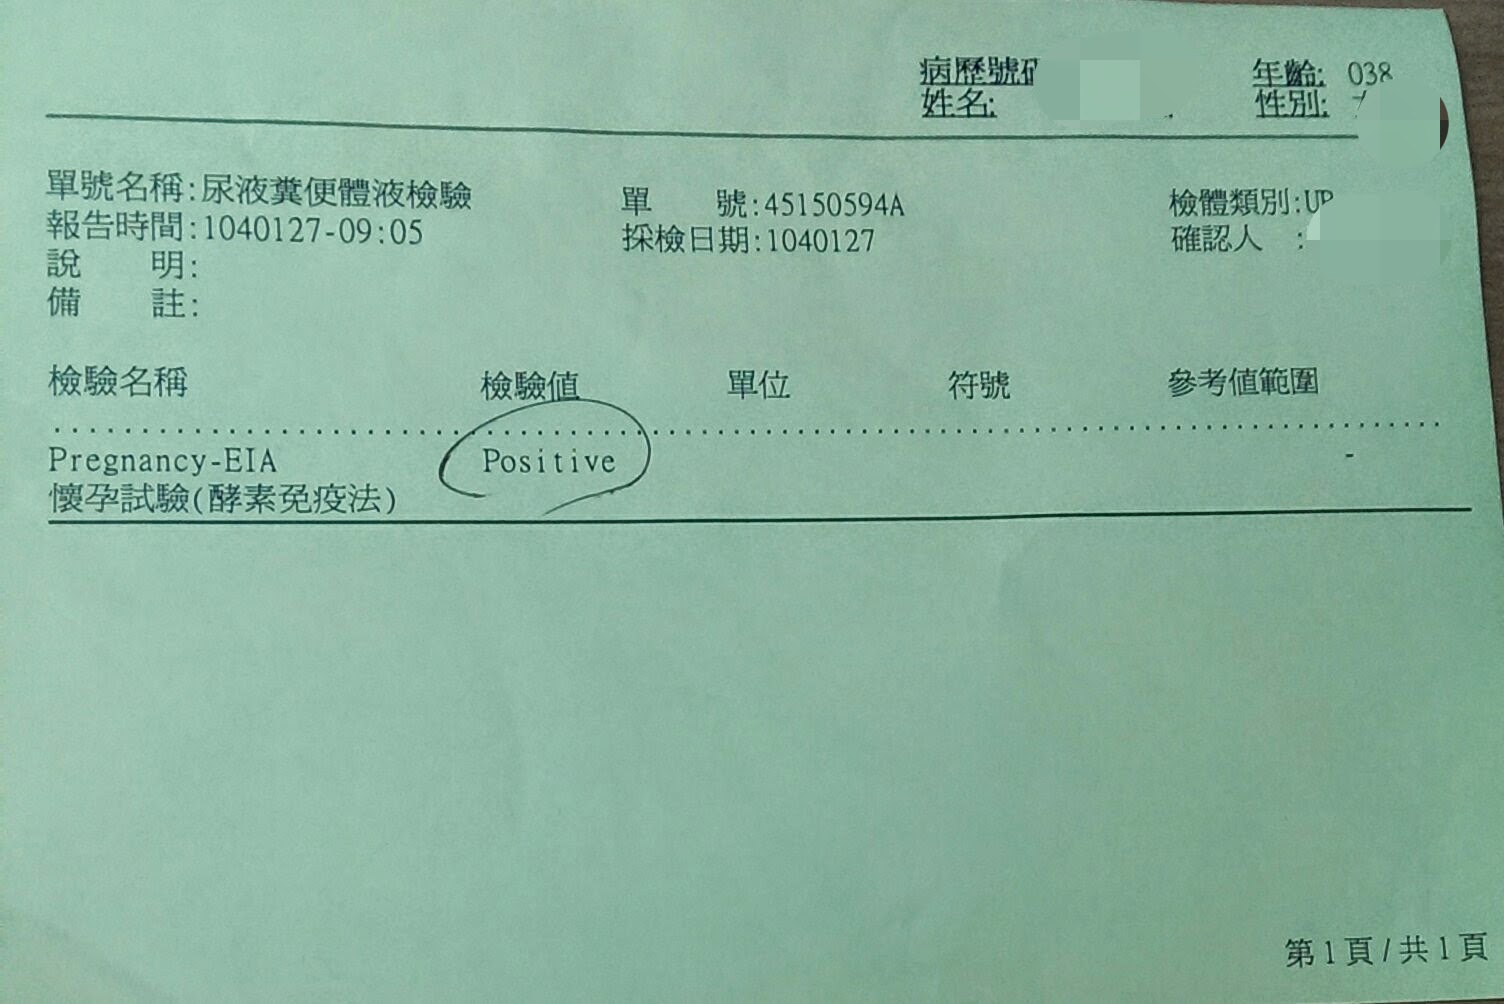 病歷號 年齡: 038
姓名: 性別:
單號名稱:尿液糞便體液檢驗 單 號:45150594A 檢體類別:UR
報告時間:1040127-09:05 採檢日期:1040127 確認人 :
說 明:
備 註:
檢驗名稱 檢驗值 單位 符號 參考值範圍
Pregnancy-EIA Positive -
懷孕試驗(酵素免疫法)
第1頁/共1頁